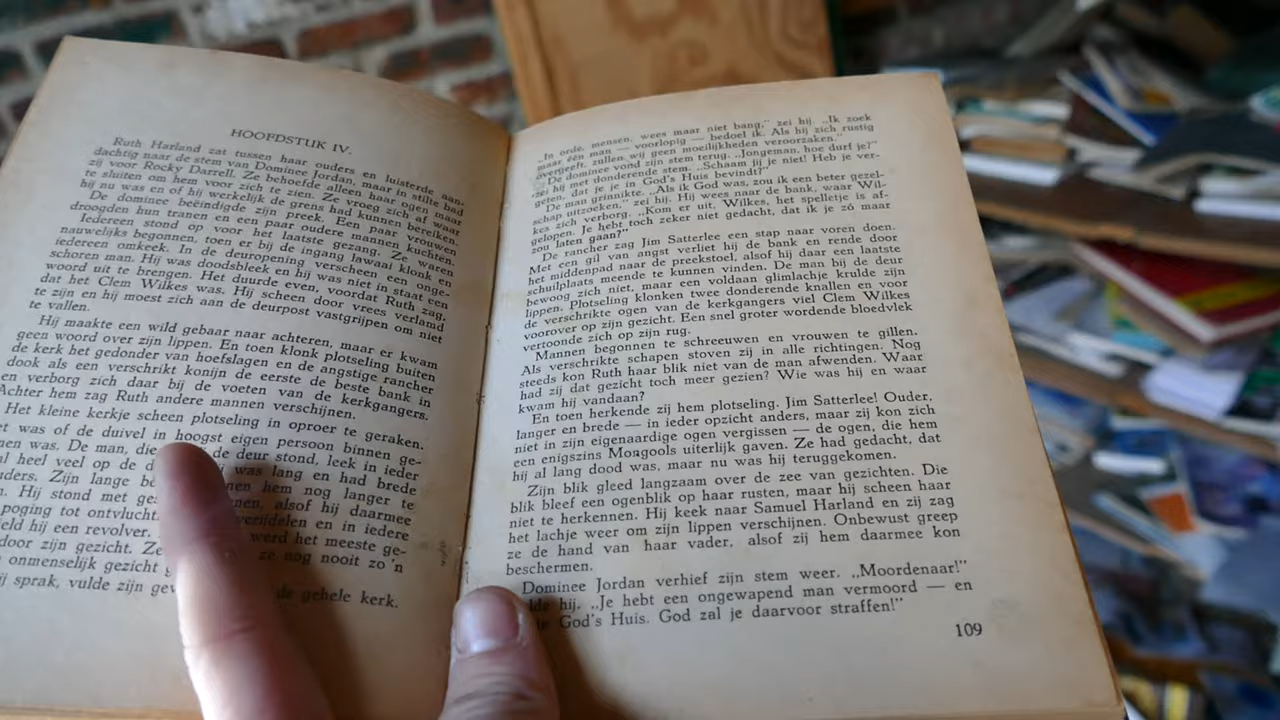 HOOFDSTUK IV.
Ruth Harland zat tussen haar ouders en luisterde aan-
dachtig naar de stem van Dominee Jordan, maar in stilte bad
zij voor Rocky Darrell. Ze behoefde alleen haar ogen maar
te sluiten om hem voor zich te zien. Ze vroeg zich af waar
hij nu was en of hij werkelijk de grens had kunnen bereiken.
De dominee beëindigde zijn preek. Een paar vrouwen
droogden hun tranen en een paar oudere mannen kuchten.
Iedereen stond op voor het laatste gezang. Ze waren
nauwelijks begonnen, toen er bij de ingang lawaai klonk en
iedereen omkeek. In de deuropening verscheen een onge-
schoren man. Hij was doodsbleek en hij was niet in staat een
woord uit te brengen. Het duurde even, voordat Ruth zag,
dat het Clem Wilkes was. Hij scheen door vrees verland
te zijn en hij moest zich aan de deurpost vastgrijpen om niet
te vallen.
Hij maakte een wild gebaar naar achteren, maar er kwam
geen woord over zijn lippen. En toen klonk plotseling buiten
de kerk het gedonder van hoefslagen en de angstige rancher
dook als een verschrikt konijn de eerste de beste bank in
en verborg zich daar bij de voeten van de kerkgangers.
Achter hem zag Ruth andere mannen verschijnen.
Het kleine kerkje scheen plotseling in oproer te geraken.
was of de duivel in hoogst eigen persoon binnen ge-
was. De man, die de deur stond, leek in ieder
heel veel op de was lang en had brede
Zijn lange hem nog langer te
Hij stond met alsof hij daarmee
poging tot ontvlucht verijdelen en in iedere
hij een revolver. werd het meeste ge-
door zijn gezicht. Ze ze nog nooit zo'n
onmenselijk gezicht
sprak, vulde zijn de gehele kerk.
„In orde, mensen, wees maar niet bang,” zei hij. „Ik zoek
maar één man — voorlopig — bedoel ik. Als hij zich rustig
overgeeft, zullen wij geen moeilijkheden veroorzaken.”
De dominee vond zijn stem terug. „Jongeman, hoe durf je?”
zei hij met donderende stem. „Schaam jij je niet! Heb je ver-
geten, dat je je in God's Huis bevindt?”
De man grinnikte. „Als ik God was, zou ik een beter gezel-
schap uitzoeken,” zei hij. Hij wees naar de bank, waar Wil-
kes zich verborg. „Kom er uit, Wilkes, het spelletje is af-
gelopen. Je hebt toch zeker niet gedacht, dat ik je zó maar
zou laten gaan?”
De rancher zag Jim Satterlee een stap naar voren doen.
Met een gil van angst verliet hij de bank en rende door
het middenpad naar de preekstoel, alsof hij daar een laatste
schuilplaats meende te kunnen vinden. De man bij de deur
bewoog zich niet, maar een voldaan glimlachje krulde zijn
lippen. Plotseling klonken twee donderende knallen en voor
de verschrikte ogen van de kerkgangers viel Clem Wilkes
voorover op zijn gezicht. Een snel groter wordende bloedvlek
vertoonde zich op zijn rug.
Mannen begonnen te schreeuwen en vrouwen te gillen.
Als verschrikte schapen stoven zij in alle richtingen. Nog
steeds kon Ruth haar blik niet van de man afwenden. Waar
had zij dat gezicht toch meer gezien? Wie was hij en waar
kwam hij vandaan?
En toen herkende zij hem plotseling. Jim Satterlee! Ouder,
langer en brede — in ieder opzicht anders, maar zij kon zich
niet in zijn eigenaardige ogen vergissen — de ogen, die hem
een enigszins Mongools uiterlijk gaven. Ze had gedacht, dat
hij al lang dood was, maar nu was hij teruggekomen.
Zijn blik gleed langzaam over de zee van gezichten. Die
blik bleef een ogenblik op haar rusten, maar hij scheen haar
niet te herkennen. Hij keek naar Samuel Harland en zij zag
het lachje weer om zijn lippen verschijnen. Onbewust greep
ze de hand van haar vader, alsof zij hem daarmee kon
beschermen.
Dominee Jordan verhief zijn stem weer. „Moordenaar!”
hij. „Je hebt een ongewapend man vermoord — en
God's Huis. God zal je daarvoor straffen!”
109